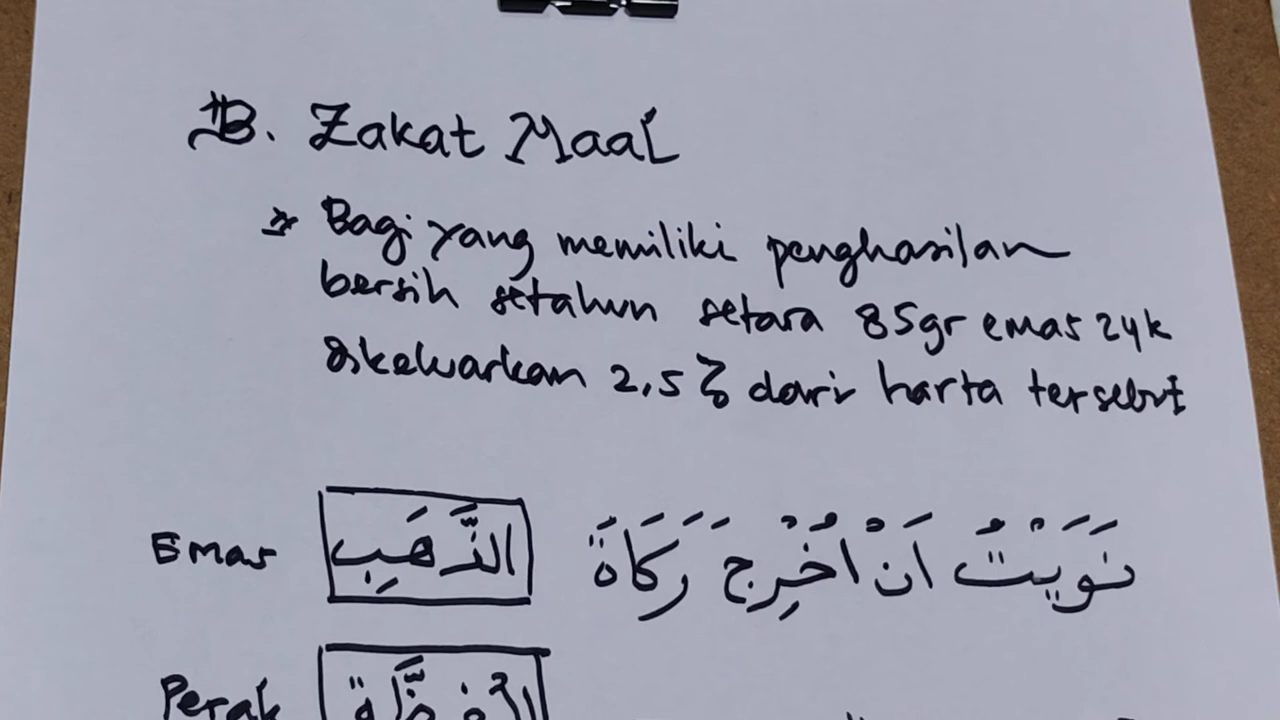 B. Zakat Maal
* Bagi yang memiliki penghasilan
bersih setahun setara 85gr emas 24k
dikeluarkan 2,5% dari harta tersebut
Emas الذَّهَبِ نَوَيْتُ اَنْ اُخْرِجَ زَكَاةَ
Perak الْفِضَّةِ